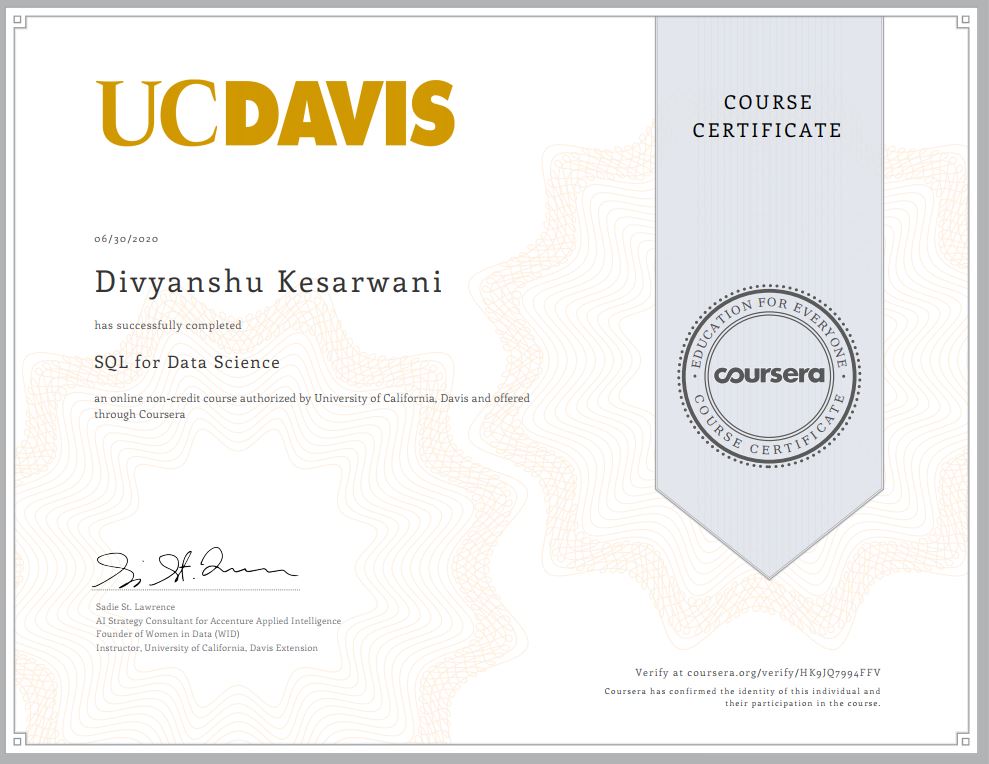 UCDAVIS
COURSE
CERTIFICATE
06/30/2020
Divyanshu Kesarwani
has successfully completed
SQL for Data Science
an online non-credit course authorized by University of California, Davis and offered
through Coursera
EDUCATION FOR EVERYONE
coursera
COURSE CERTIFICATE
Sadie St. Lawrence
AI Strategy Consultant for Accenture Applied Intelligence
Founder of Women in Data (WID)
Instructor, University of California, Davis Extension
Verify at coursera.org/verify/HK9JQ7994FFV
Coursera has confirmed the identity of this individual and
their participation in the course.